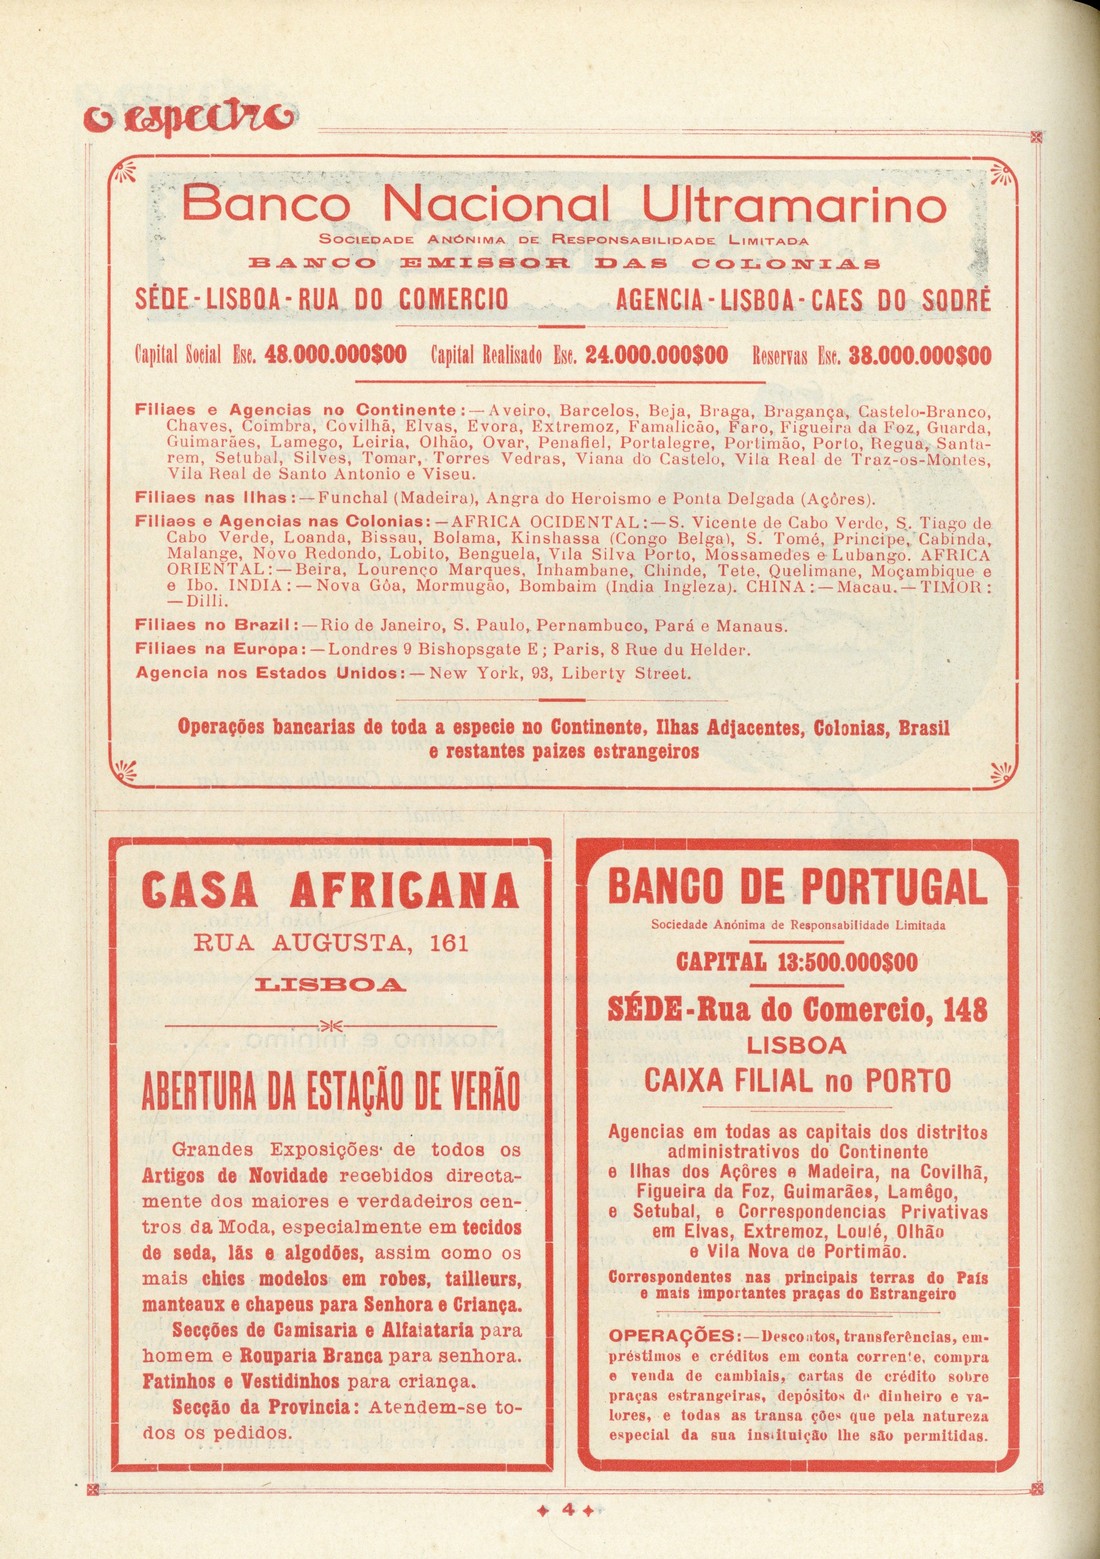 O espectro
Banco Nacional Ultramarino
SOCIEDADE ANÓNIMA DE RESPONSABILIDADE LIMITADA
BANCO EMISSOR DAS COLONIAS
SÉDE-LISBOA-RUA DO COMERCIO AGENCIA-LISBOA-CAES DO SODRÉ
Capital Social Esc. 48.000.000$00 Capital Realisado Esc. 24.000.000$00 Reservas Esc. 38.000.000$00
Filiaes e Agencias no Continente:—Aveiro, Barcelos, Beja, Braga, Bragança, Castelo-Branco,
Chaves, Coimbra, Covilhã, Elvas, Evora, Extremoz, Famalicão, Faro, Figueira da Foz, Guarda,
Guimarães, Lamego, Leiria, Olhão, Ovar, Penafiel, Portalegre, Portimão, Porto, Regua, Santa-
rem, Setubal, Silves, Tomar, Torres Vedras, Viana do Castelo, Vila Real de Traz-os-Montes,
Vila Real de Santo Antonio e Viseu.
Filiaes nas Ilhas:—Funchal (Madeira), Angra do Heroismo e Ponta Delgada (Açôres).
Filiaes e Agencias nas Colonias:—AFRICA OCIDENTAL:—S. Vicente de Cabo Verde, S. Tiago de
Cabo Verde, Loanda, Bissau, Bolama, Kinshassa (Congo Belga), S. Tomé, Principe, Cabinda,
Malange, Novo Redondo, Lobito, Benguela, Vila Silva Porto, Mossamedes e Lubango. AFRICA
ORIENTAL:—Beira, Lourenço Marques, Inhambane, Chinde, Tete, Quelimane, Moçambique e
e Ibo. INDIA:—Nova Gôa, Mormugão, Bombaim (India Ingleza). CHINA:—Macau.—TIMOR:
—Dilli.
Filiaes no Brazil:—Rio de Janeiro, S. Paulo, Pernambuco, Pará e Manaus.
Filiaes na Europa:—Londres 9 Bishopsgate E; Paris, 8 Rue du Helder.
Agencia nos Estados Unidos:—New York, 93, Liberty Street.
Operações bancarias de toda a especie no Continente, Ilhas Adjacentes, Colonias, Brasil
e restantes paizes estrangeiros
CASA AFRICANA
RUA AUGUSTA, 161
LISBOA
ABERTURA DA ESTAÇÃO DE VERÃO
Grandes Exposições de todos os
Artigos de Novidade recebidos directa-
mente dos maiores e verdadeiros cen-
tros da Moda, especialmente em tecidos
de seda, lãs e algodões, assim como os
mais chics modelos em robes, tailleurs,
manteaux e chapeus para Senhora e Criança.
Secções de Camisaria e Alfaiataria para
homem e Rouparia Branca para senhora.
Fatinhos e Vestidinhos para criança.
Secção da Provincia: Atendem-se to-
dos os pedidos.
BANCO DE PORTUGAL
Sociedade Anónima de Responsabilidade Limitada
CAPITAL 13:500.000$00
SÉDE-Rua do Comercio, 148
LISBOA
CAIXA FILIAL no PORTO
Agencias em todas as capitais dos distritos
administrativos do Continente
e Ilhas dos Açôres e Madeira, na Covilhã,
Figueira da Foz, Guimarães, Lamêgo,
e Setubal, e Correspondencias Privativas
em Elvas, Extremoz, Loulé, Olhão
e Vila Nova de Portimão.
Correspondentes nas principais terras do País
e mais importantes praças do Estrangeiro
OPERAÇÕES:—Descontos, transferências, em-
préstimos e créditos em conta corrente, compra
e venda de cambiais, cartas de crédito sobre
praças estrangeiras, depósitos de dinheiro e va-
lores, e todas as transa ções que pela natureza
especial da sua instituição lhe são permitidas.
4